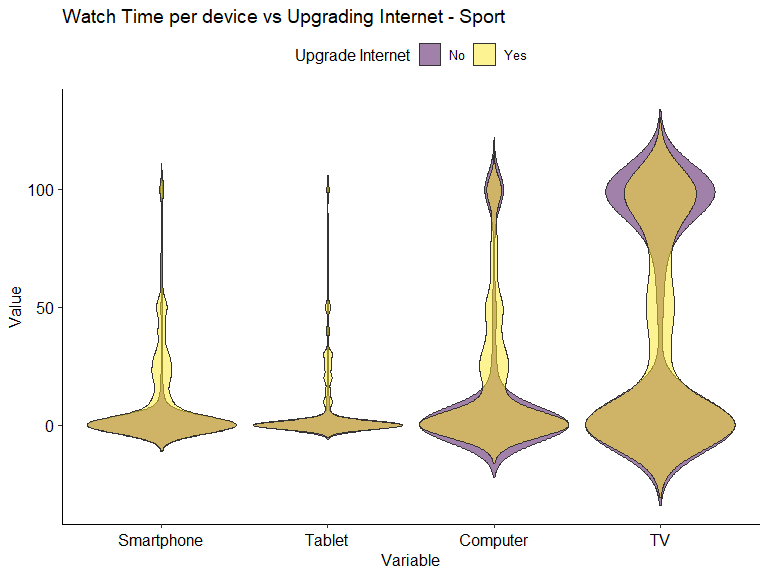 Watch Time per device vs Upgrading Internet - Sport
Upgrade Internet No Yes
100
50
0
Value
Smartphone Tablet Computer TV
Variable